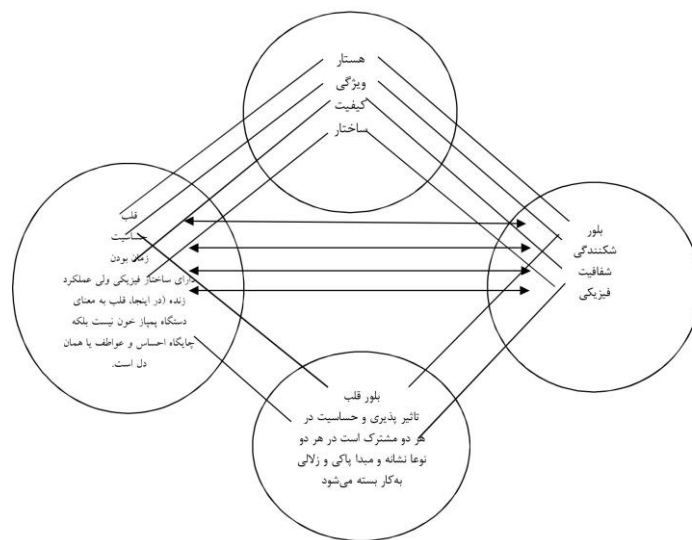 هستار
ویژگی
کیفیت
ساختار
قلب
حساسیت
زمان بودن
دارای ساختار فیزیکی ولی عملکرد
زنده (در اینجا، قلب به معنای
دستگاه پمپاژ خون نیست بلکه
جایگاه احساس و عواطف یا همان
دل است.
بلور
شکنندگی
شفافیت
فیزیکی
بلور قلب
تاثیر پذیری و حساسیت در
هر دو مشترک است در هر دو
نوعا نشانه و مبدا پاکی و زلالی
به‌کار بسته می‌شود